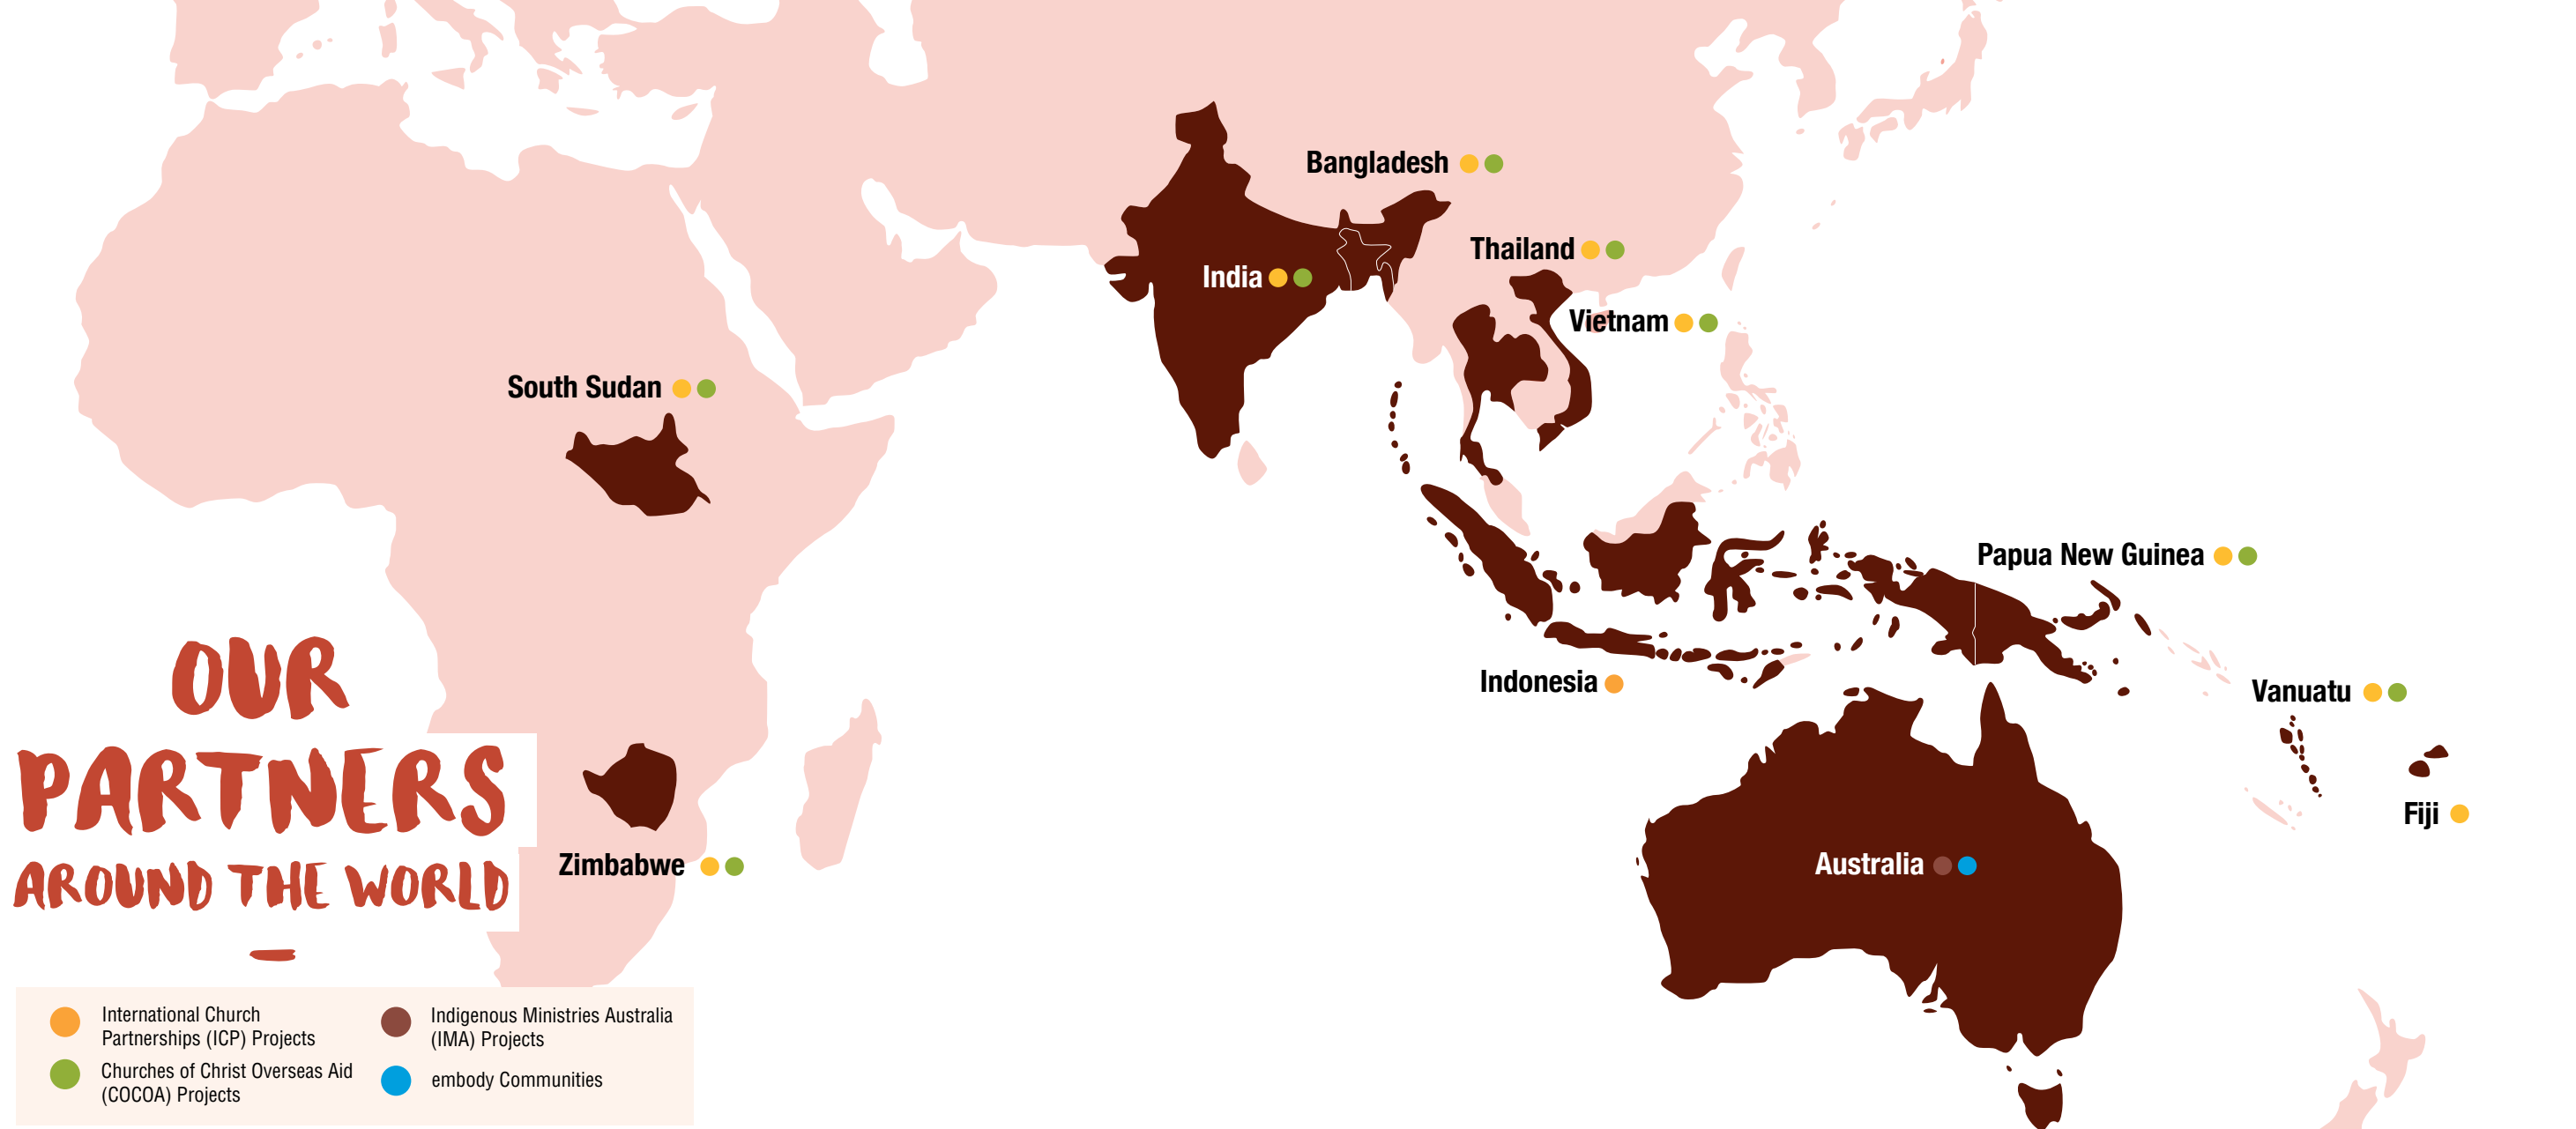 Bangladesh
Thailand
India
Vietnam
South Sudan
Papua New Guinea
Indonesia
Vanuatu
Fiji
Australia
Zimbabwe
OUR
PARTNERS
AROUND THE WORLD
International Church
Partnerships (ICP) Projects
Churches of Christ Overseas Aid
(COCOA) Projects
Indigenous Ministries Australia
(IMA) Projects
embody Communities